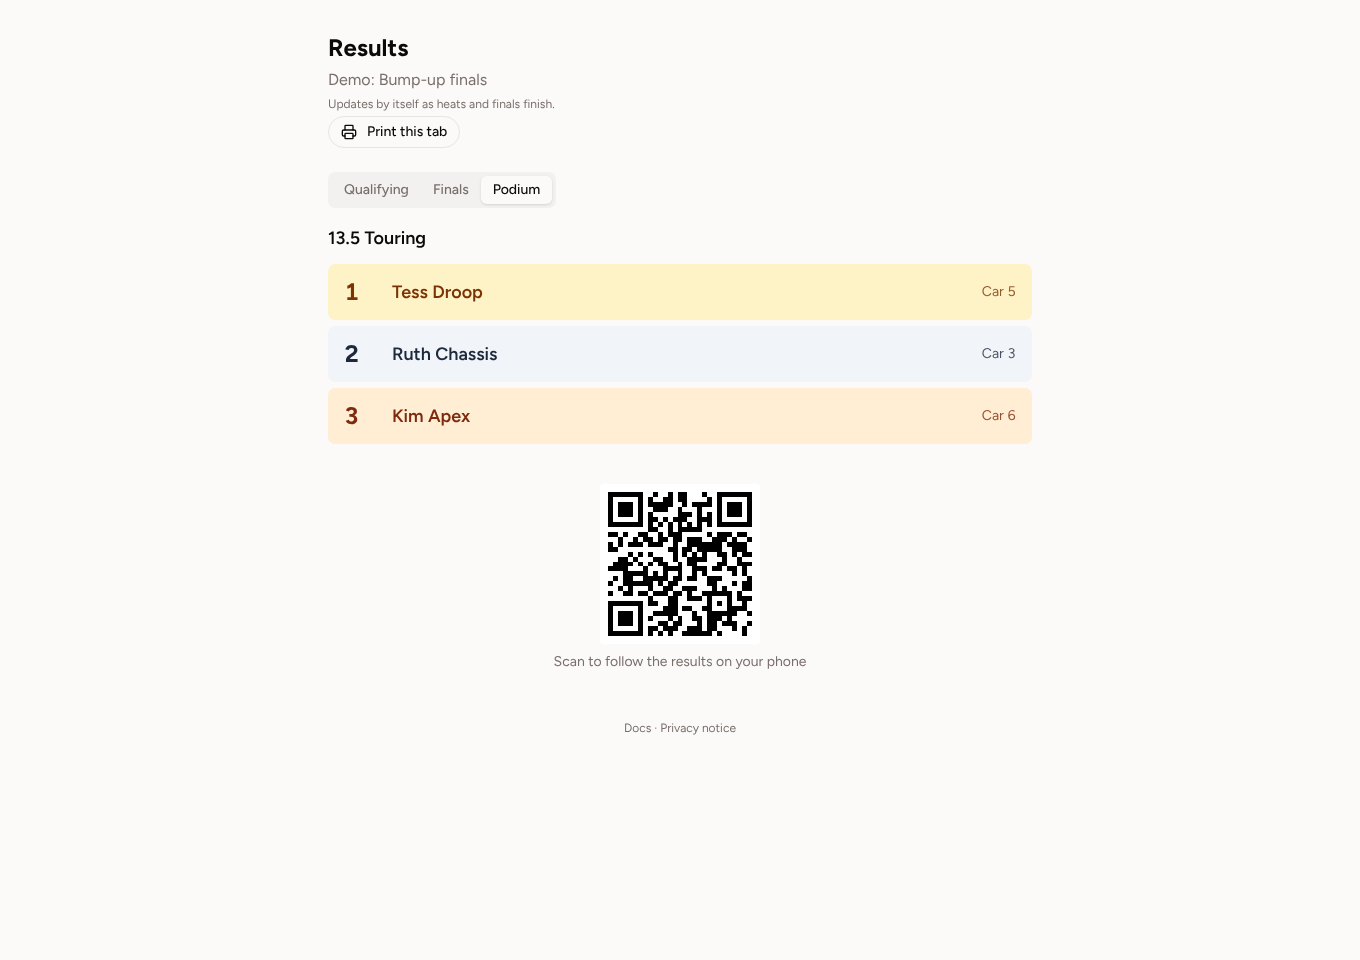 Results
Demo: Bump-up finals
Updates by itself as heats and finals finish.
Print this tab
Qualifying Finals Podium
13.5 Touring
1 Tess Droop Car 5
2 Ruth Chassis Car 3
3 Kim Apex Car 6
Scan to follow the results on your phone
Docs · Privacy notice